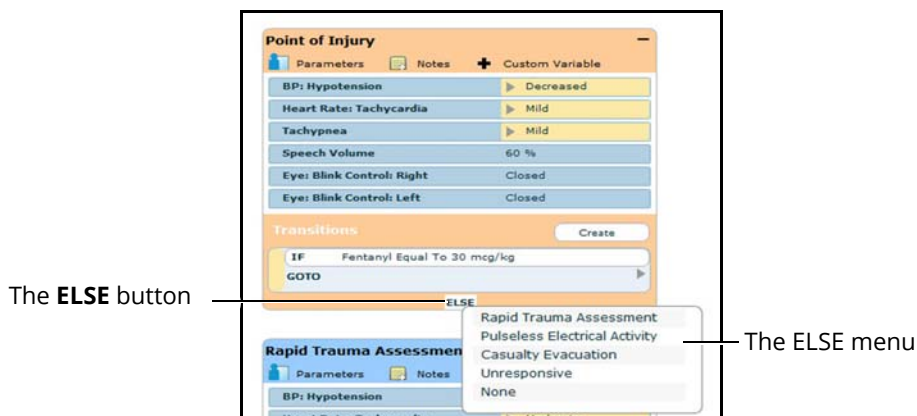 Point of Injury
Parameters Notes Custom Variable
BP: Hypotension Decreased
Heart Rate: Tachycardia Mild
Tachypnea Mild
Speech Volume 60 %
Eye: Blink Control: Right Closed
Eye: Blink Control: Left Closed
Transitions Create
IF Fentanyl Equal To 30 mcg/kg
GOTO
The ELSE button
ELSE
Rapid Trauma Assessment
Pulseless Electrical Activity
The ELSE menu
Casualty Evacuation
Unresponsive
None
Rapid Trauma
Parameters Notes
BP: Hypotension